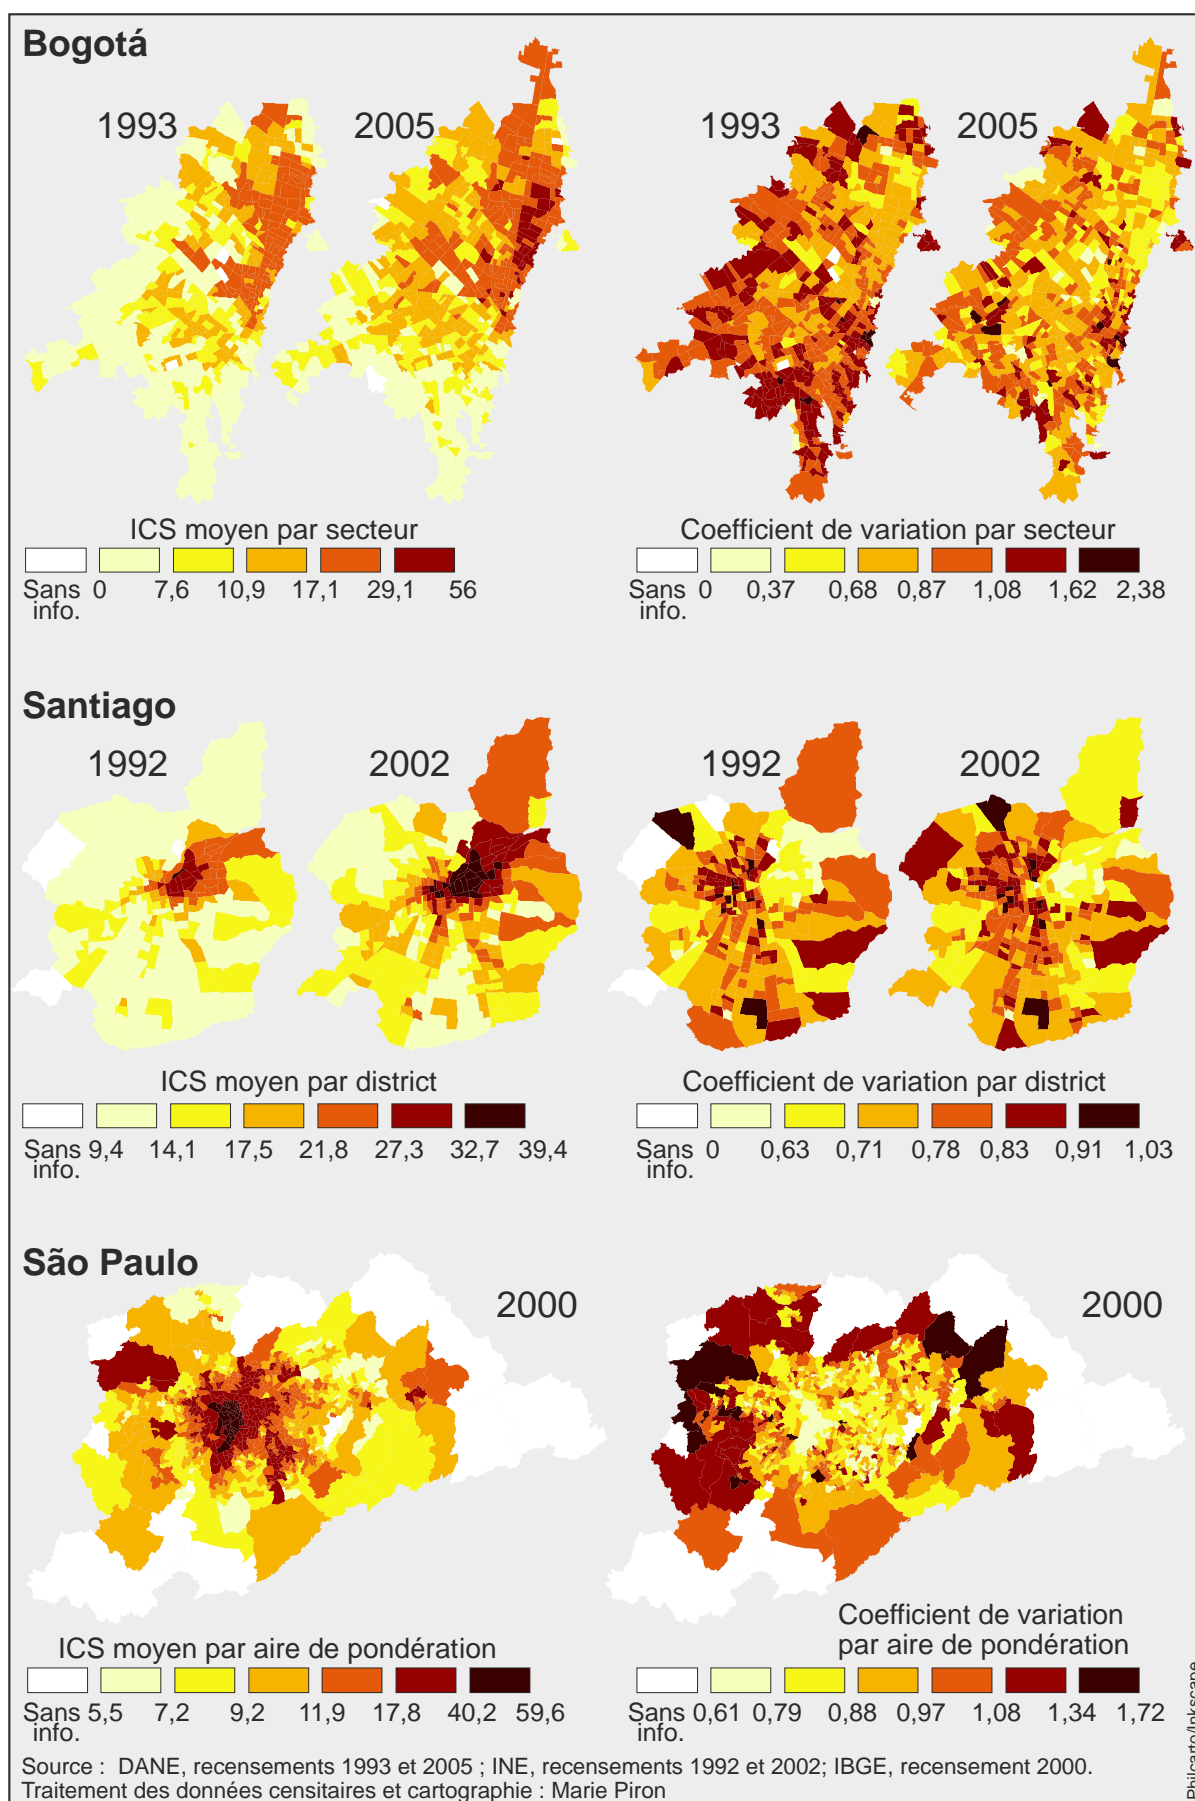 Bogotá
1993
2005
1993
2005
ICS moyen par secteur
Sans info.
0 7,6 10,9 17,1 29,1 56
Coefficient de variation par secteur
Sans info.
0 0,37 0,68 0,87 1,08 1,62 2,38
Santiago
1992
2002
1992
2002
ICS moyen par district
Sans info.
9,4 14,1 17,5 21,8 27,3 32,7 39,4
Coefficient de variation par district
Sans info.
0 0,63 0,71 0,78 0,83 0,91 1,03
São Paulo
2000
2000
ICS moyen par aire de pondération
Sans info.
5,5 7,2 9,2 11,9 17,8 40,2 59,6
Coefficient de variation
par aire de pondération
Sans info.
0,61 0,79 0,88 0,97 1,08 1,34 1,72
Source : DANE, recensements 1993 et 2005 ; INE, recensements 1992 et 2002; IBGE, recensement 2000.
Traitement des données censitaires et cartographie : Marie Piron
Philcarto/Inkscape